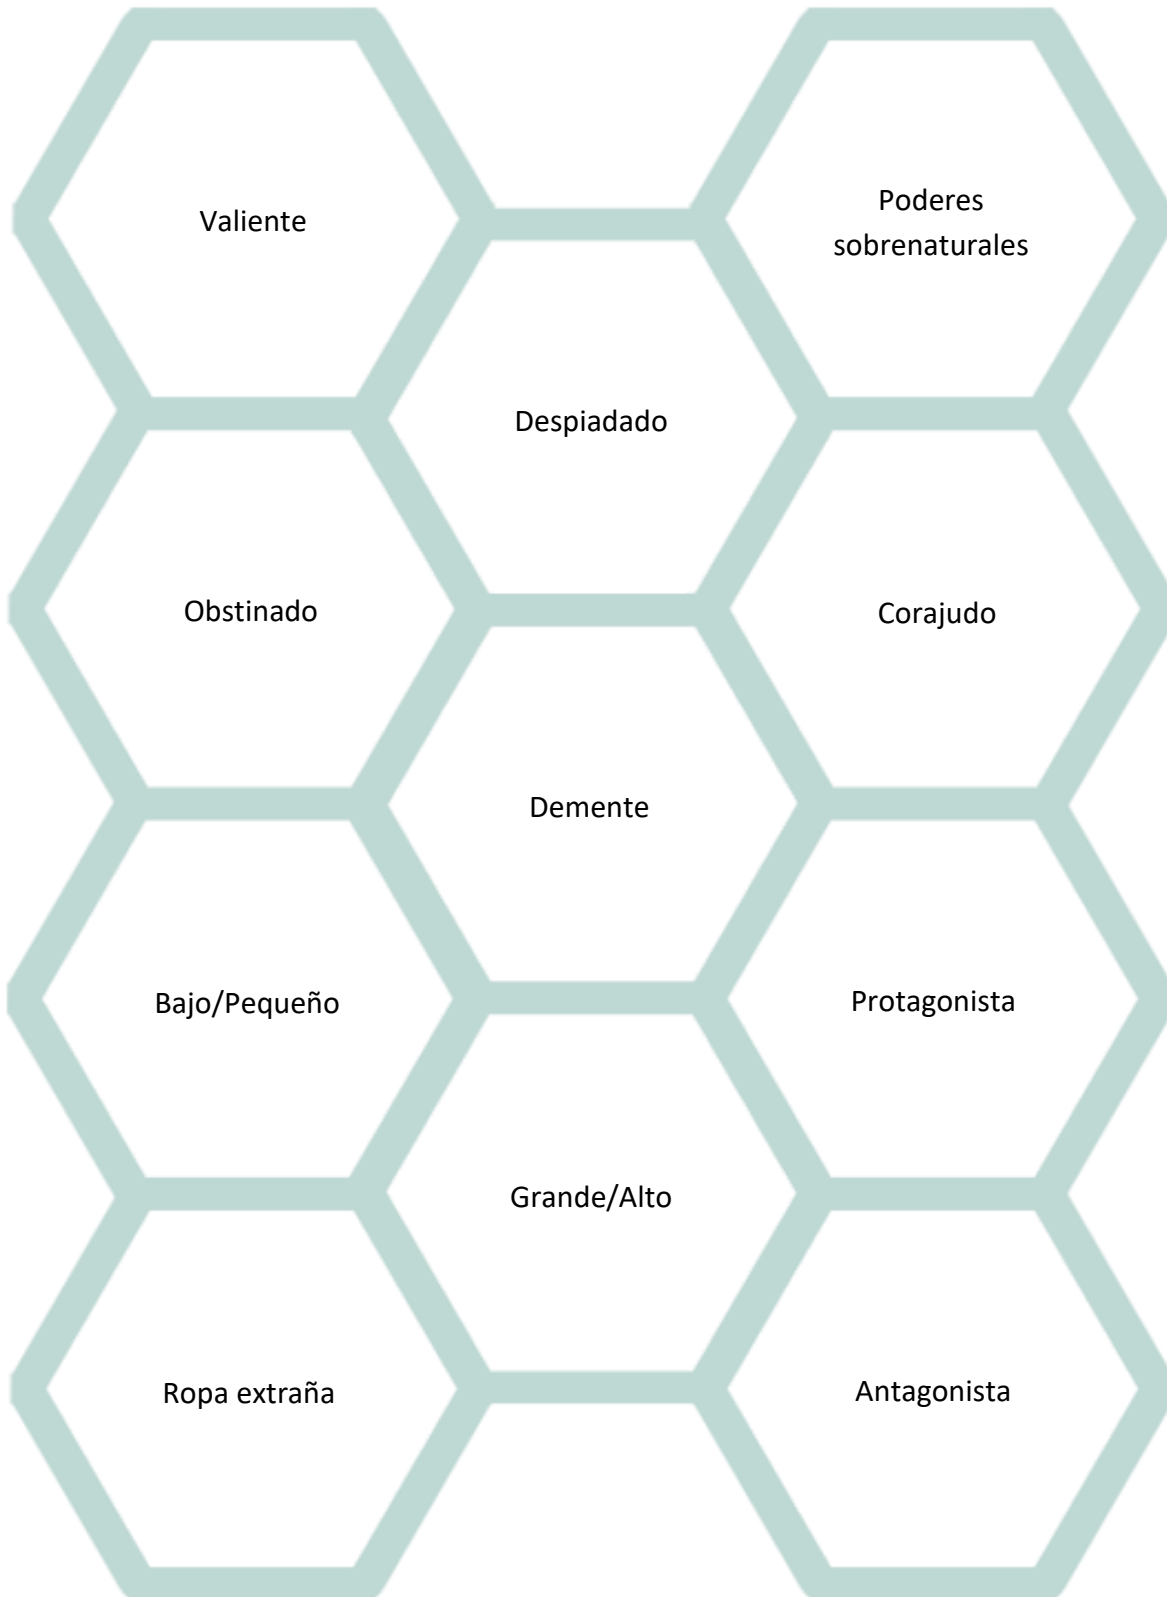 Valiente
Poderes
sobrenaturales
Despiadado
Obstinado
Corajudo
Demente
Bajo/Pequeño
Protagonista
Grande/Alto
Ropa extraña
Antagonista